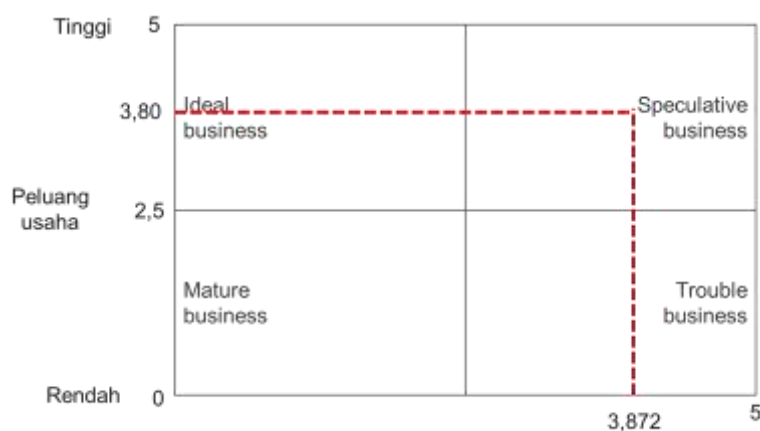 Tinggi
5
Ideal
business
Speculative
business
3,80
Peluang
usaha
2,5
Mature
business
Trouble
business
Rendah
0
3,872
5